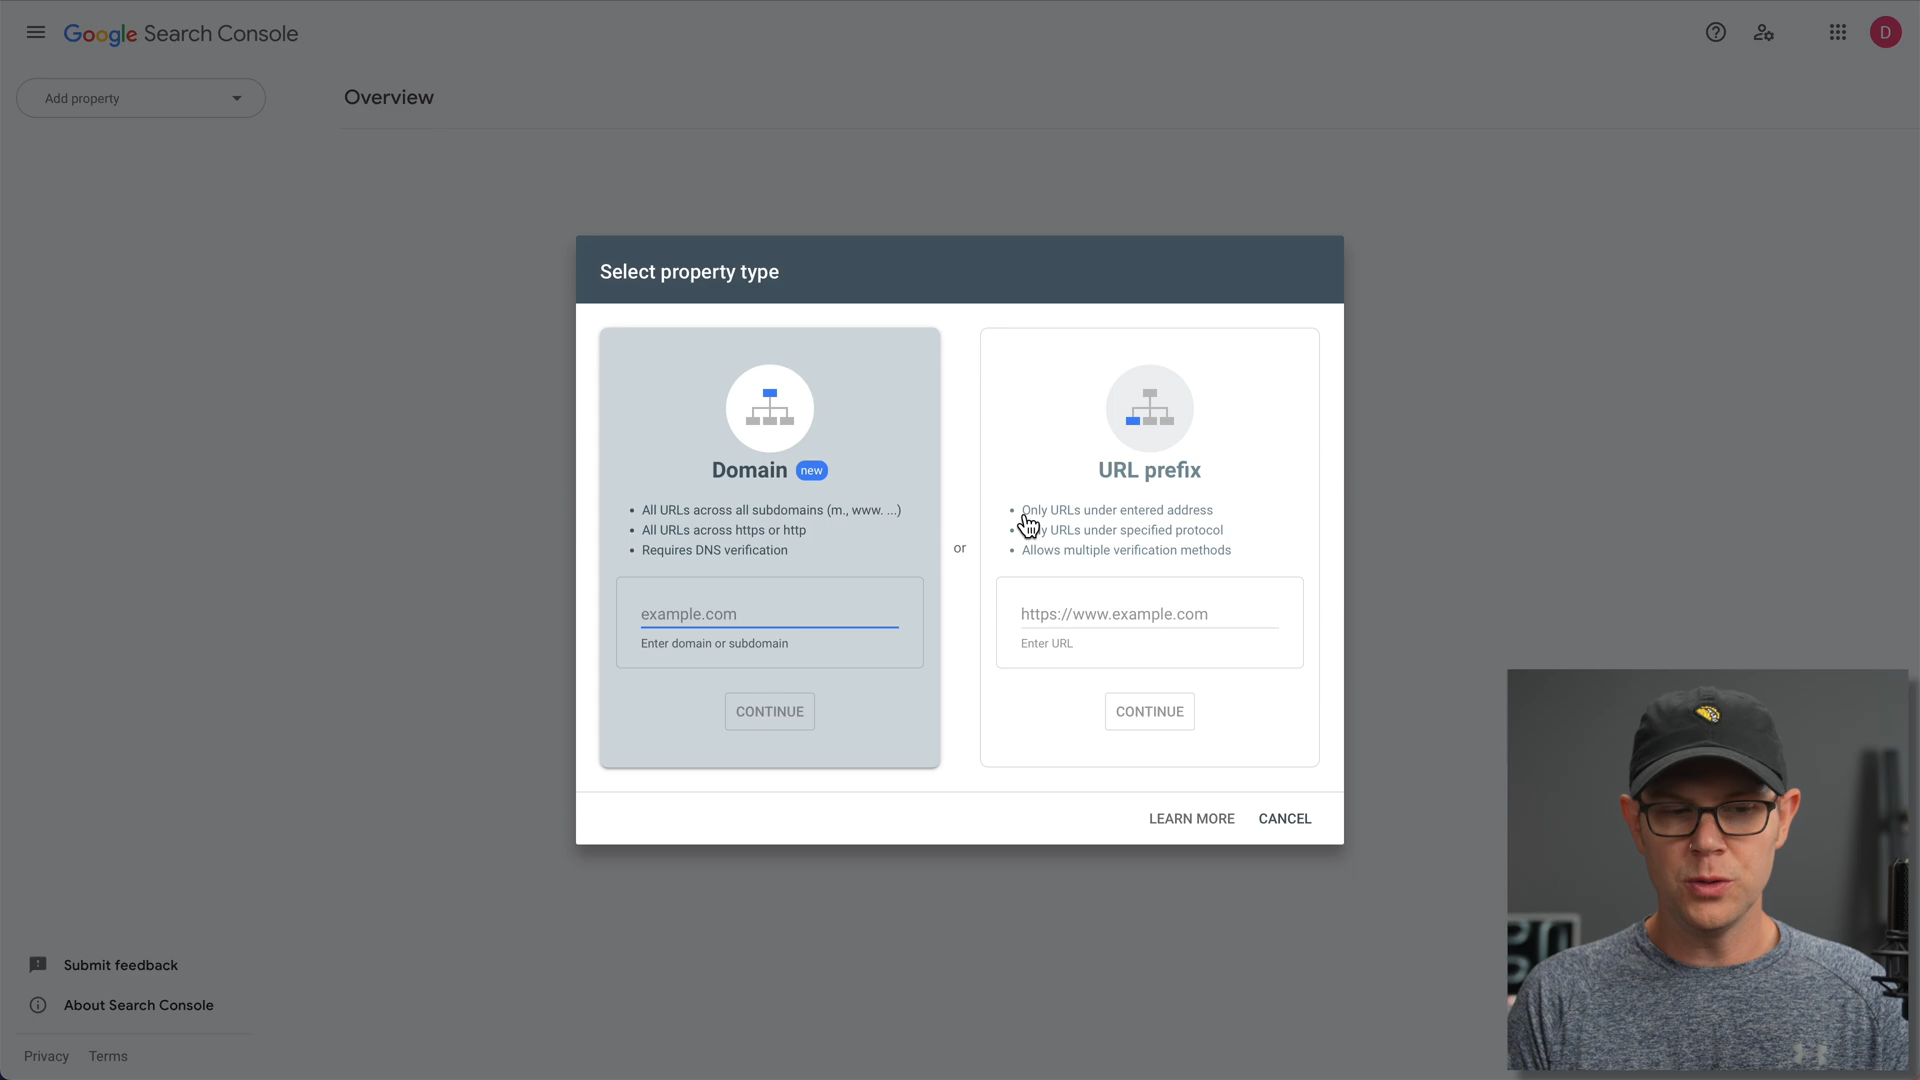 Google Search Console
D
Add property
Overview
Select property type
Domain new
• All URLs across all subdomains (m., www. ...)
• All URLs across https or http
• Requires DNS verification
example.com
Enter domain or subdomain
CONTINUE
or
URL prefix
• Only URLs under entered address
• URLs under specified protocol
• Allows multiple verification methods
https://www.example.com
Enter URL
CONTINUE
LEARN MORE
CANCEL
Submit feedback
About Search Console
Privacy
Terms